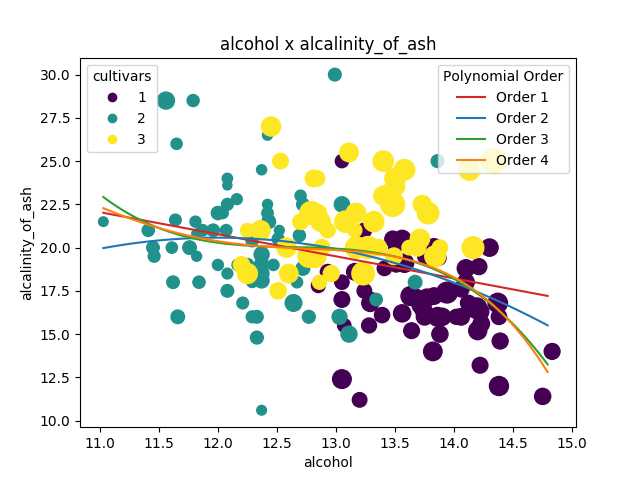 alcohol x alcalinity_of_ash
cultivars
1
2
3
Polynomial Order
Order 1
Order 2
Order 3
Order 4
alcalinity_of_ash
30.0
27.5
25.0
22.5
20.0
17.5
15.0
12.5
10.0
11.0 11.5 12.0 12.5 13.0 13.5 14.0 14.5 15.0
alcohol